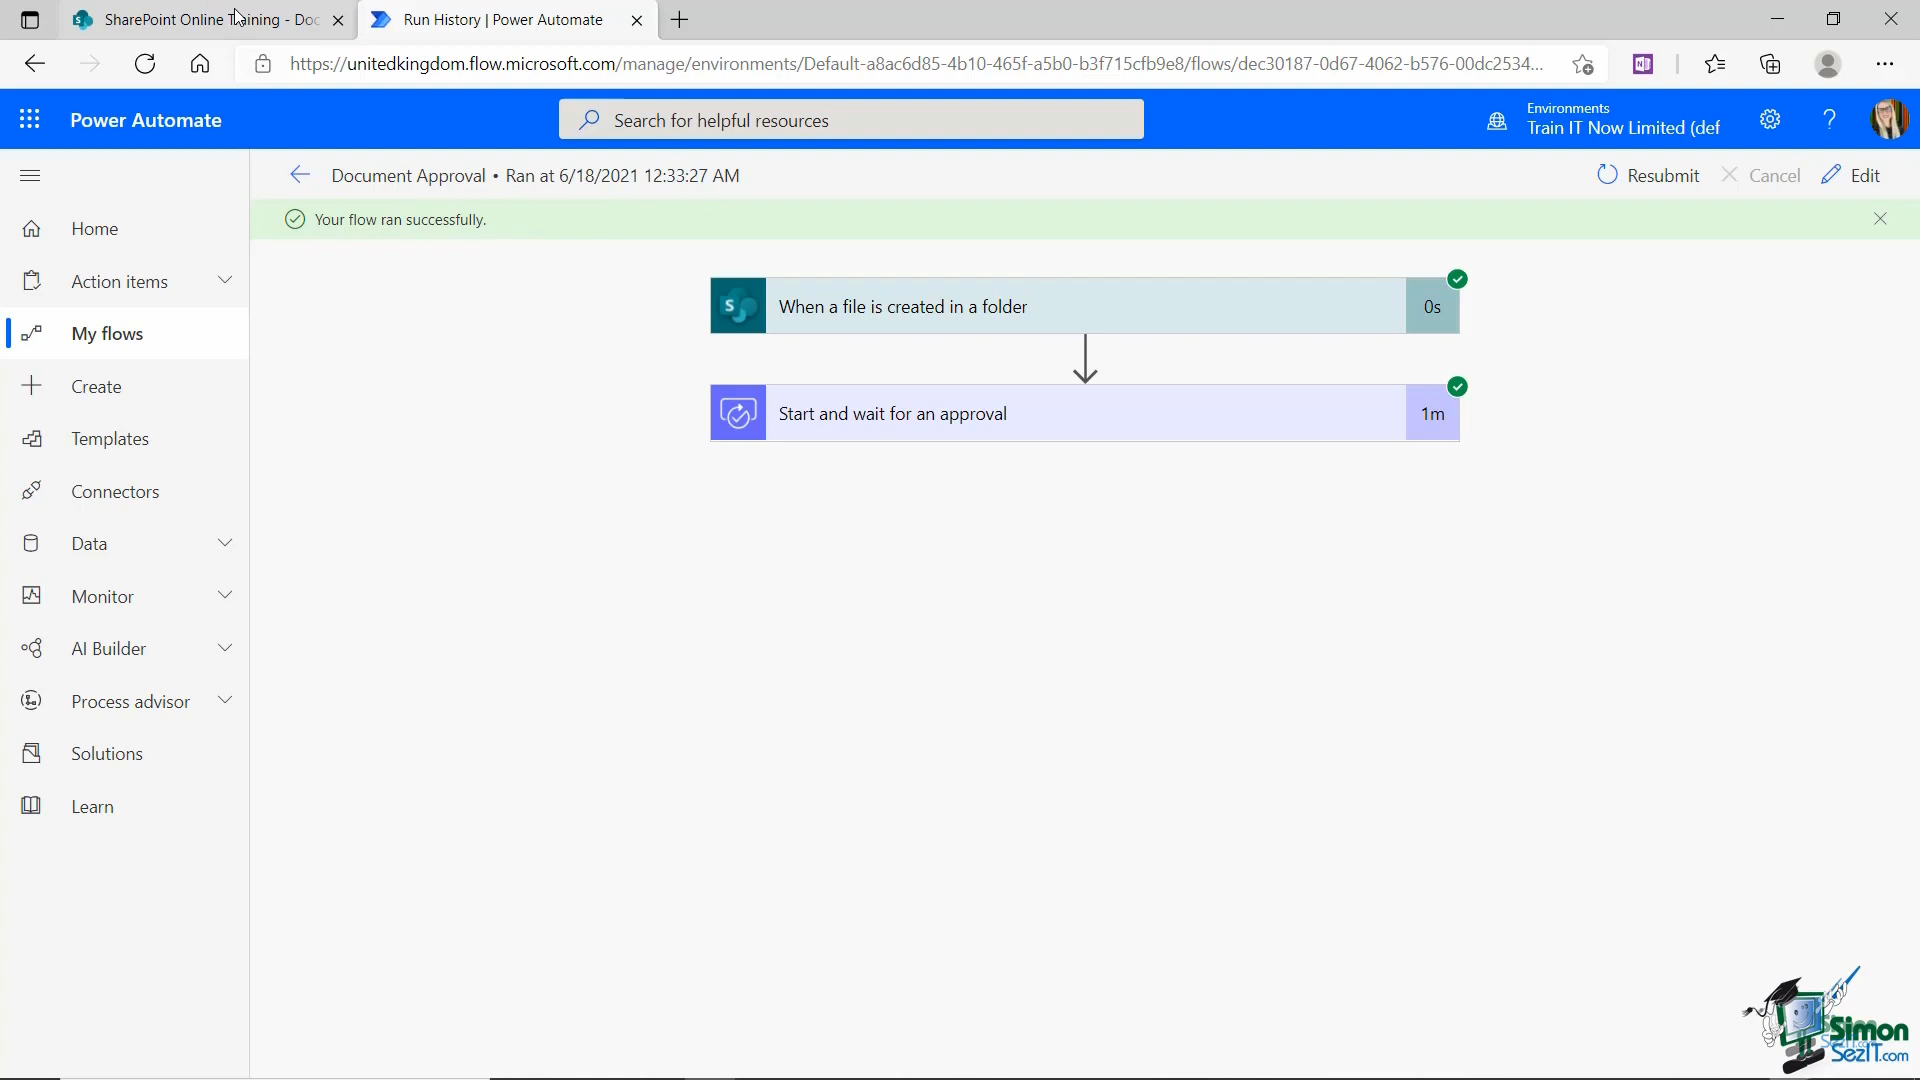 SharePoint Online Training - Doc
Run History | Power Automate
https://unitedkingdom.flow.microsoft.com/manage/environments/Default-a8ac6d85-4b10-465f-a5b0-b3f715cfb9e8/flows/dec30187-0d67-4062-b576-00dc2534...
Power Automate
Search for helpful resources
Environments
Train IT Now Limited (def
Document Approval • Ran at 6/18/2021 12:33:27 AM
Resubmit
Cancel
Edit
Your flow ran successfully.
Home
Action items
My flows
Create
Templates
Connectors
Data
Monitor
AI Builder
Process advisor
Solutions
Learn
When a file is created in a folder
0s
Start and wait for an approval
1m
Simon
SezIT.com